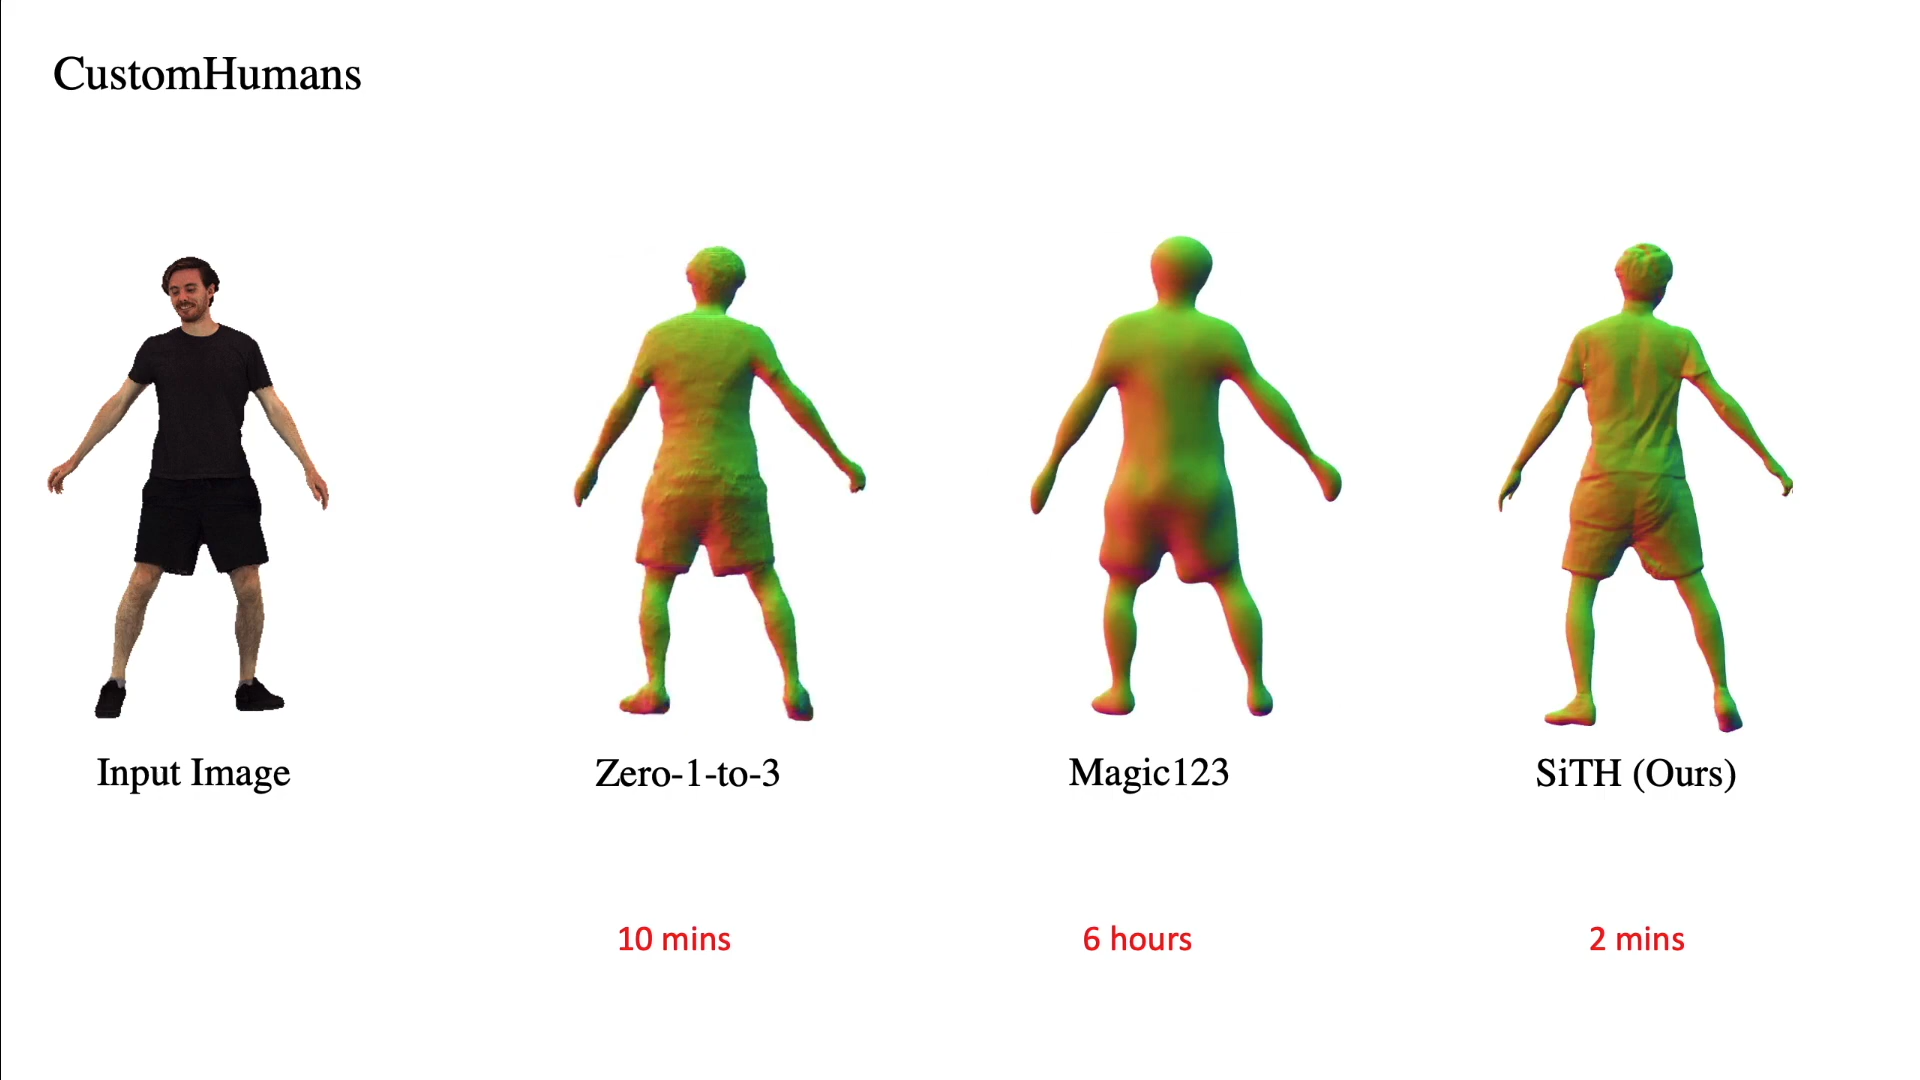 CustomHumans
Input Image
Zero-1-to-3
Magic123
SiTH (Ours)
10 mins
6 hours
2 mins